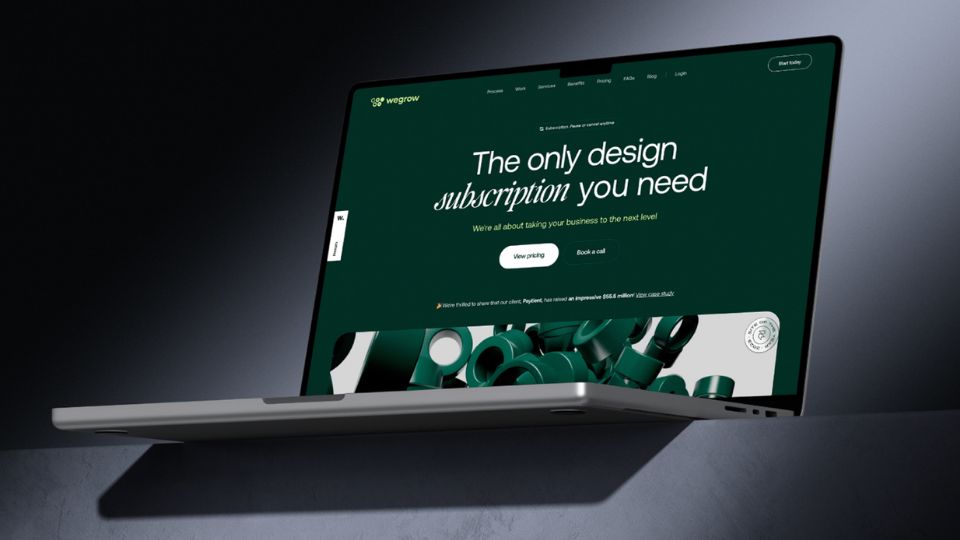 wegrow
Process Work Services Benefits Pricing FAQs Blog Login
Start today
Subscription. Pause or cancel anytime
The only design
subscription you need
We're all about taking your business to the next level
View pricing
Book a call
🎉 We're thrilled to share that our client, Paytient, has raised an impressive $55.5 million! View case study
W.